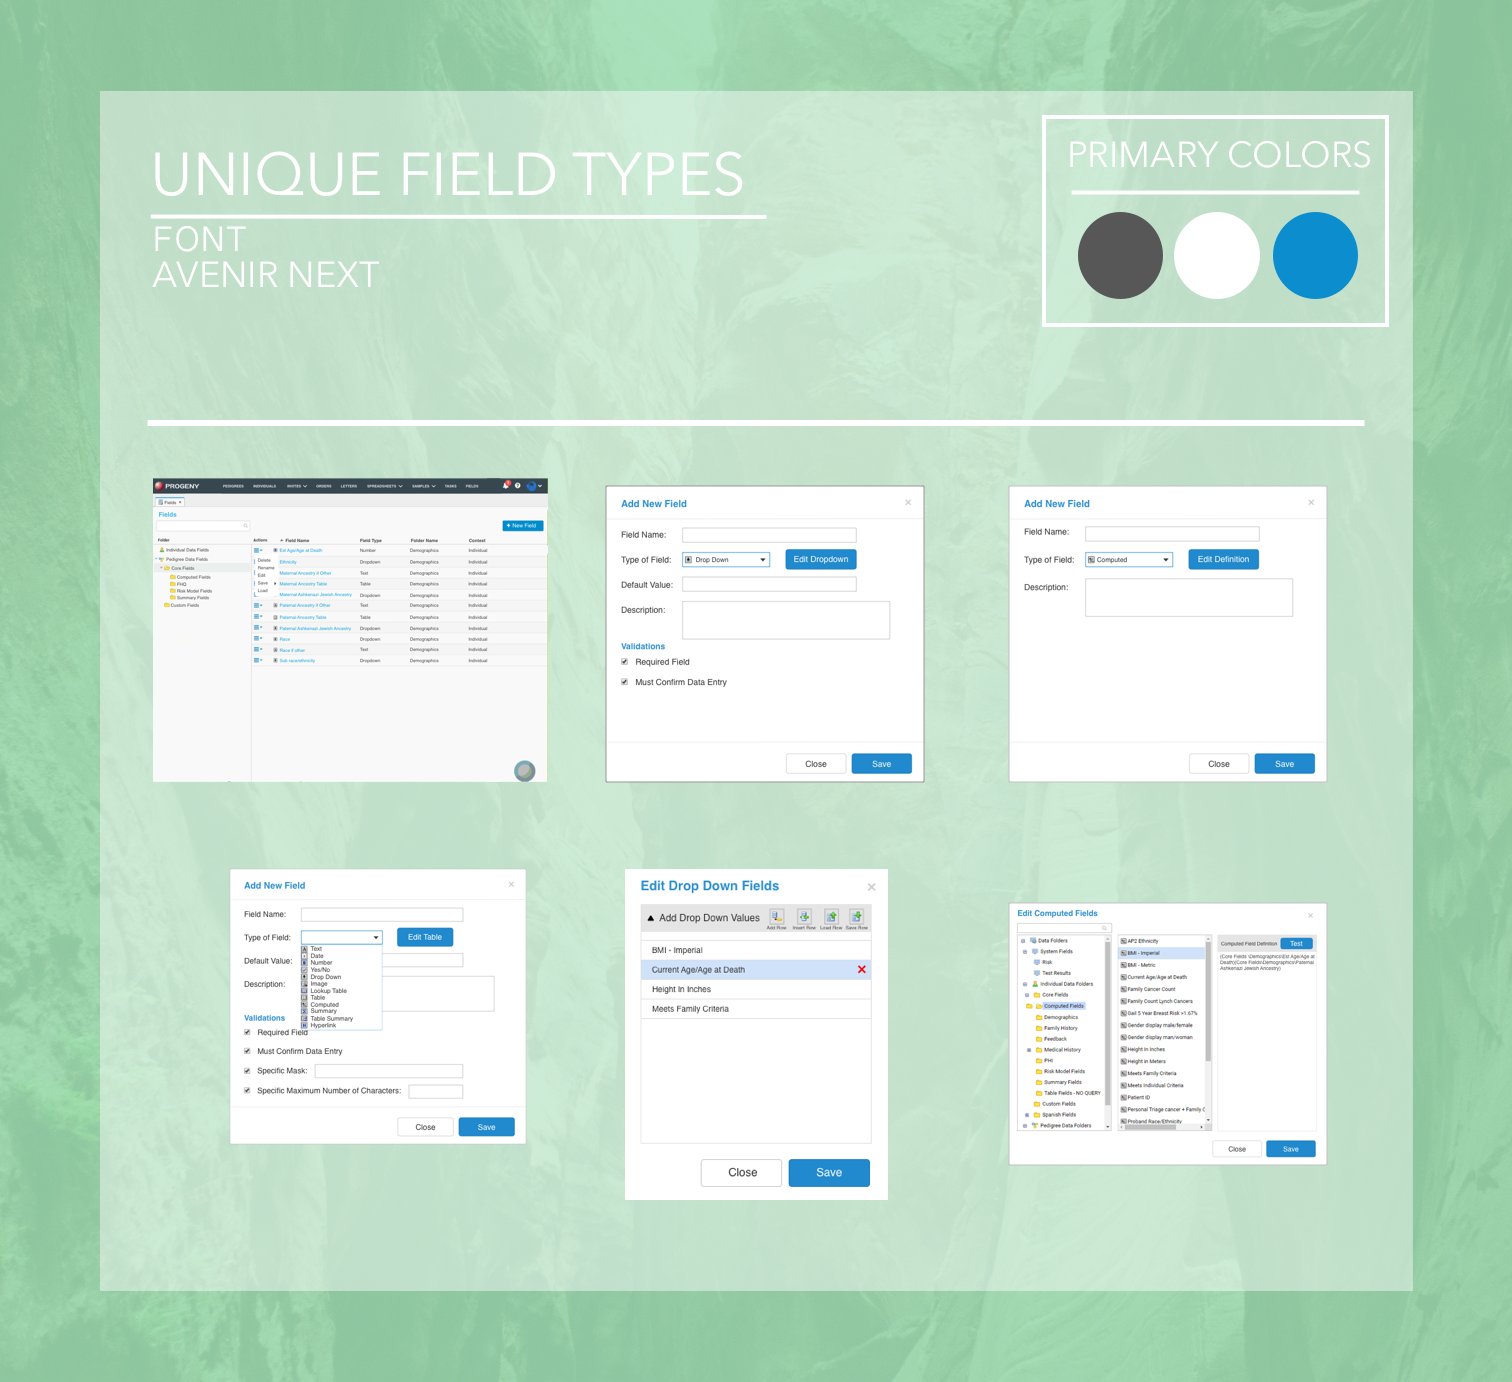 UNIQUE FIELD TYPES
FONT
AVENIR NEXT
PRIMARY COLORS
PROGENY
PEDIGREES INDIVIDUALS INVITES ORDERS LETTERS SPREADSHEETS SAMPLES TASKS FIELDS
Fields
Fields
+ New Field
Folder
Individual Data Fields
Pedigree Data Fields
Core Fields
Computed Fields
FHQ
Risk Model Fields
Summary Fields
Custom Fields
Actions Field Name Field Type Folder Name Context
Est Age/Age at Death Number Demographics Individual
Ethnicity Dropdown Demographics Individual
Maternal Ancestry if Other Text Demographics Individual
Maternal Ancestry Table Table Demographics Individual
Maternal Ashkenazi Jewish Ancestry Dropdown Demographics Individual
Paternal Ancestry if Other Text Demographics Individual
Paternal Ancestry Table Table Demographics Individual
Paternal Ashkenazi Jewish Ancestry Dropdown Demographics Individual
Race Dropdown Demographics Individual
Race if other Text Demographics Individual
Sub race/ethnicity Dropdown Demographics Individual
Delete
Rename
Edit
Save
Load
Add New Field ×
Field Name:
Type of Field: Drop Down Edit Dropdown
Default Value:
Description:
Validations
Required Field
Must Confirm Data Entry
Close Save
Add New Field ×
Field Name:
Type of Field: Computed Edit Definition
Description:
Close Save
Add New Field ×
Field Name:
Type of Field: Edit Table
Text
Date
Number
Yes/No
Drop Down
Image
Lookup Table
Table
Computed
Summary
Table Summary
Hyperlink
Default Value:
Description:
Validations
Required Field
Must Confirm Data Entry
Specific Mask:
Specific Maximum Number of Characters:
Close Save
Edit Drop Down Fields ×
Add Drop Down Values
Add Row Insert Row Load Row Save Row
BMI - Imperial
Current Age/Age at Death
Height In Inches
Meets Family Criteria
Close Save
Edit Computed Fields ×
Data Folders
System Fields
Risk
Test Results
Individual Data Folders
Core Fields
Computed Fields
Demographics
Family History
Feedback
Medical History
PHI
Risk Model Fields
Summary Fields
Table Fields - NO QUERY
Custom Fields
Spanish Fields
Pedigree Data Folders
AP2 Ethnicity
BMI - Imperial
BMI - Metric
Current Age/Age at Death
Family Cancer Count
Family Count Lynch Cancers
Gail 5 Year Breast Risk >1.67%
Gender display male/female
Gender display man/woman
Height In Inches
Height in Meters
Meets Family Criteria
Meets Individual Criteria
Patient ID
Personal Triage cancer + Family C
Proband Race/Ethnicity
Computed Field Definition Test
(Core Fields \Demographics\Est Age/Age at
Death)(Core Fields\Demographics\Paternal
Ashkenazi Jewish Ancestry)
Close Save